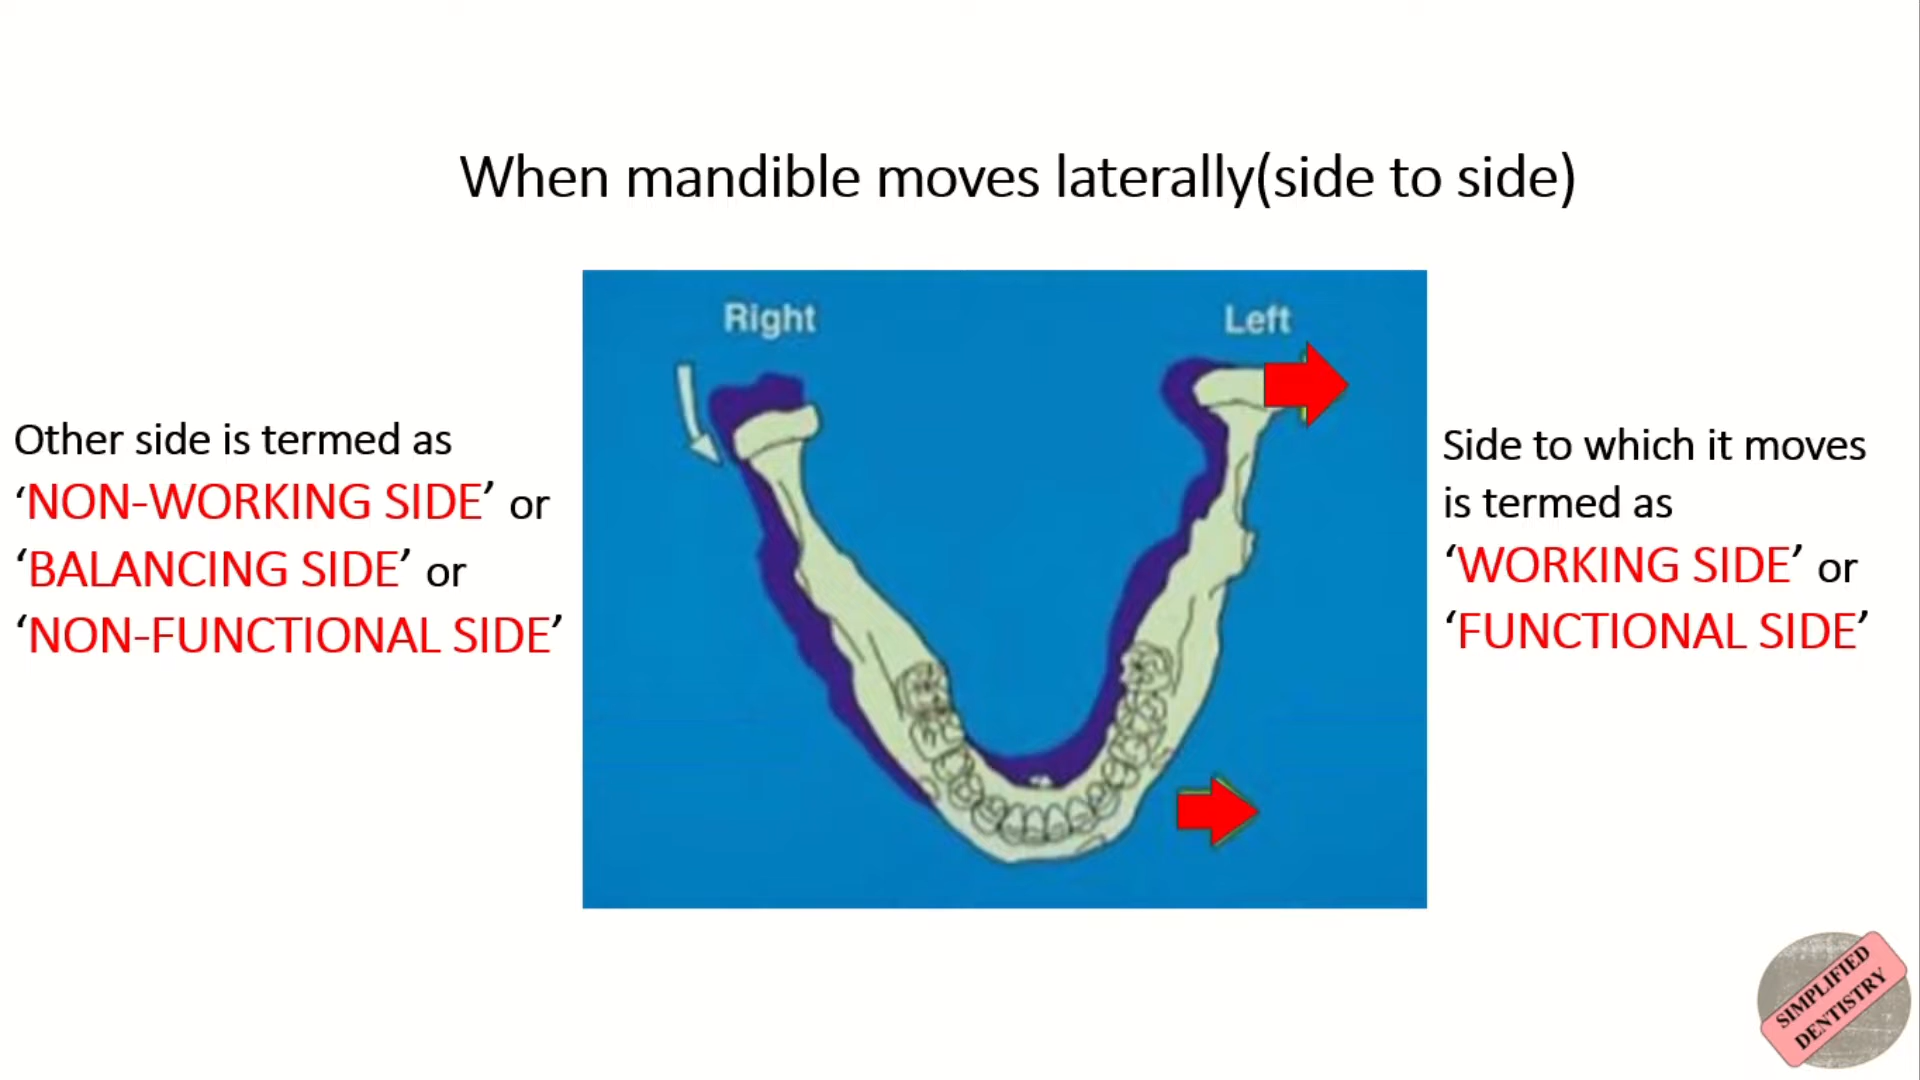 When mandible moves laterally(side to side)
Right
Left
Other side is termed as
‘NON-WORKING SIDE’ or
‘BALANCING SIDE’ or
‘NON-FUNCTIONAL SIDE’
Side to which it moves
is termed as
‘WORKING SIDE’ or
‘FUNCTIONAL SIDE’
SIMPLIFIED
DENTISTRY